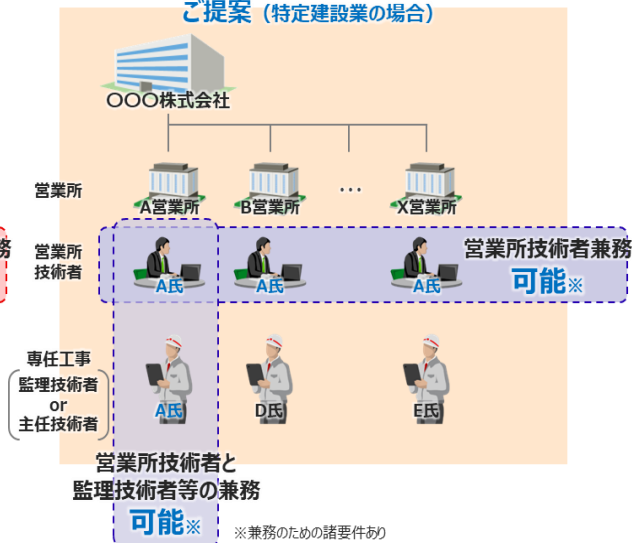 ご提案（特定建設業の場合）
〇〇〇株式会社
営業所
A営業所
B営業所
…
X営業所
務
営業所
技術者
A氏
A氏
A氏
営業所技術者兼務
可能※
専任工事
監理技術者
or
主任技術者
A氏
D氏
E氏
営業所技術者と
監理技術者等の兼務
可能※
※兼務のための諸要件あり